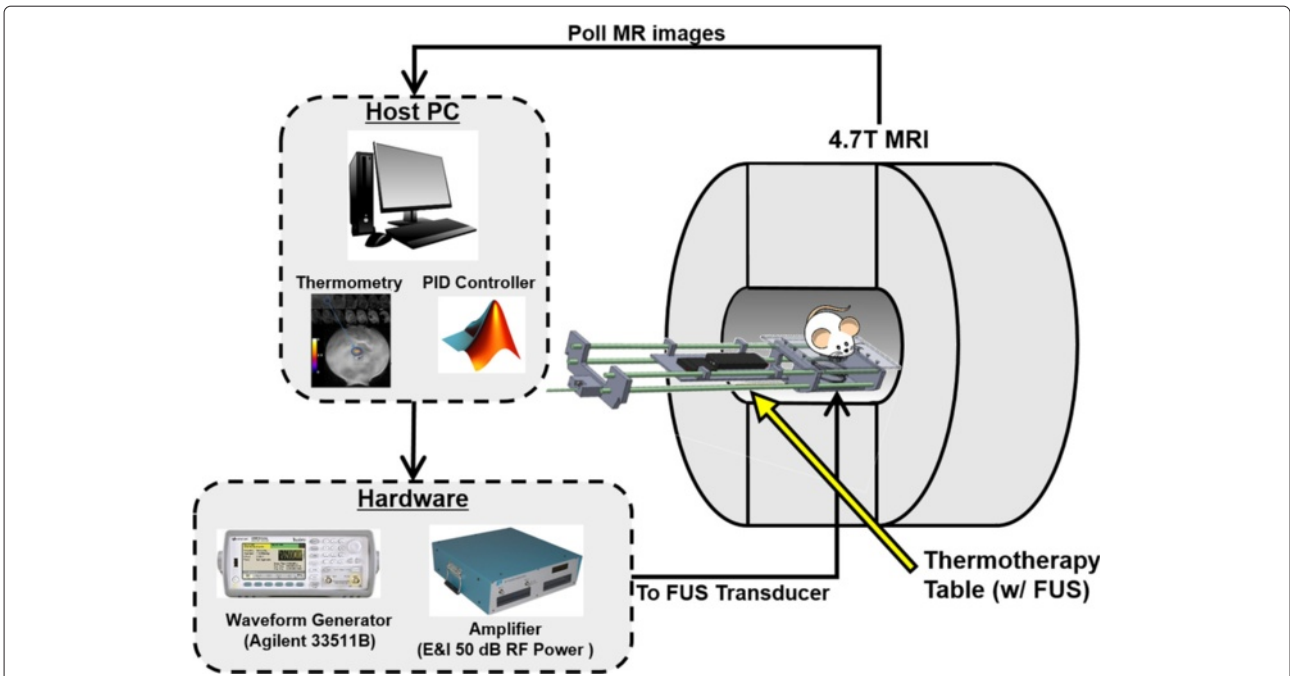 Poll MR images
Host PC
4.7T MRI
Thermometry
PID Controller
Hardware
Waveform Generator
(Agilent 33511B)
Amplifier
(E&I 50 dB RF Power )
To FUS Transducer
Thermotherapy
Table (w/ FUS)